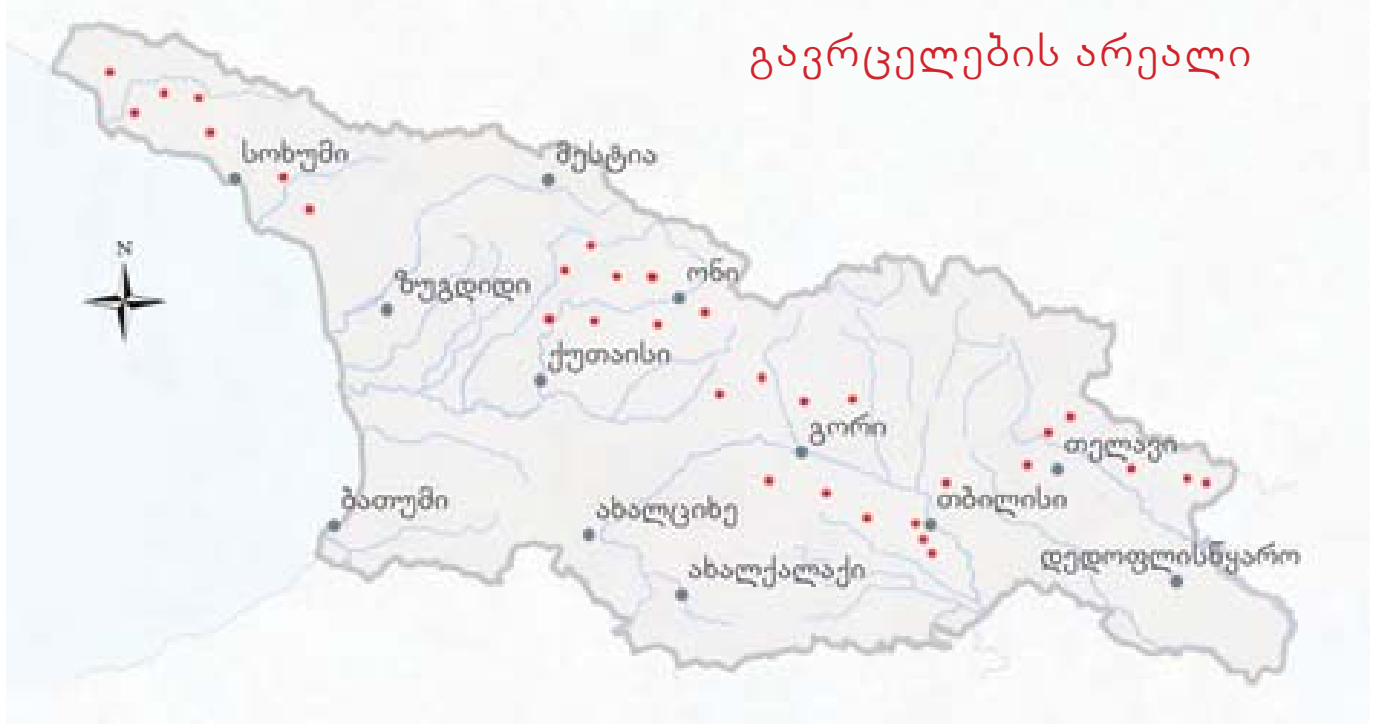 გავრცელების არეალი
სოხუმი
მესტია
N
ონი
ზუგდიდი
ქუთაისი
გორი
თელავი
ბათუმი
ახალციხე
თბილისი
დედოფლისწყარო
ახალქალაქი